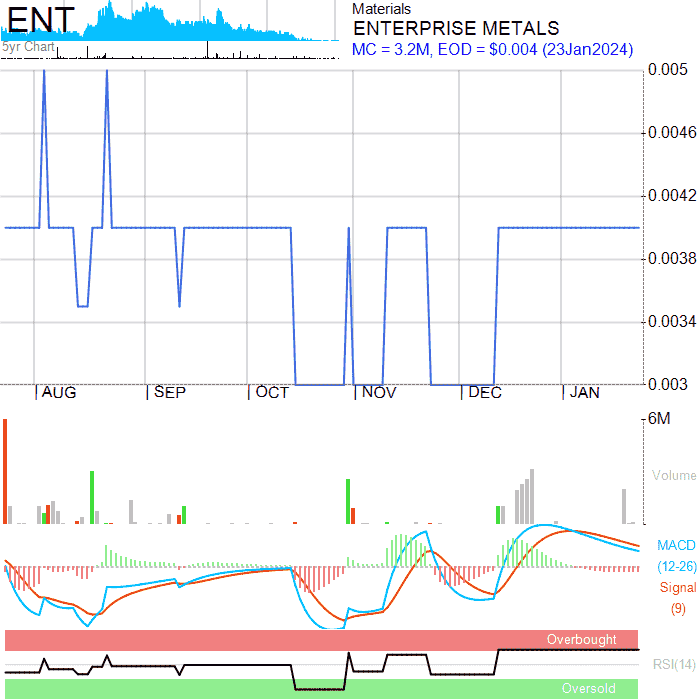 ENT
5yr Chart
Materials
ENTERPRISE METALS
MC = 3.2M, EOD = $0.004 (23Jan2024)
0.005
0.0046
0.0042
0.0038
0.0034
0.003
AUG SEP OCT NOV DEC JAN
6M
Volume
MACD
(12-26)
Signal
(9)
Overbought
RSI(14)
Oversold